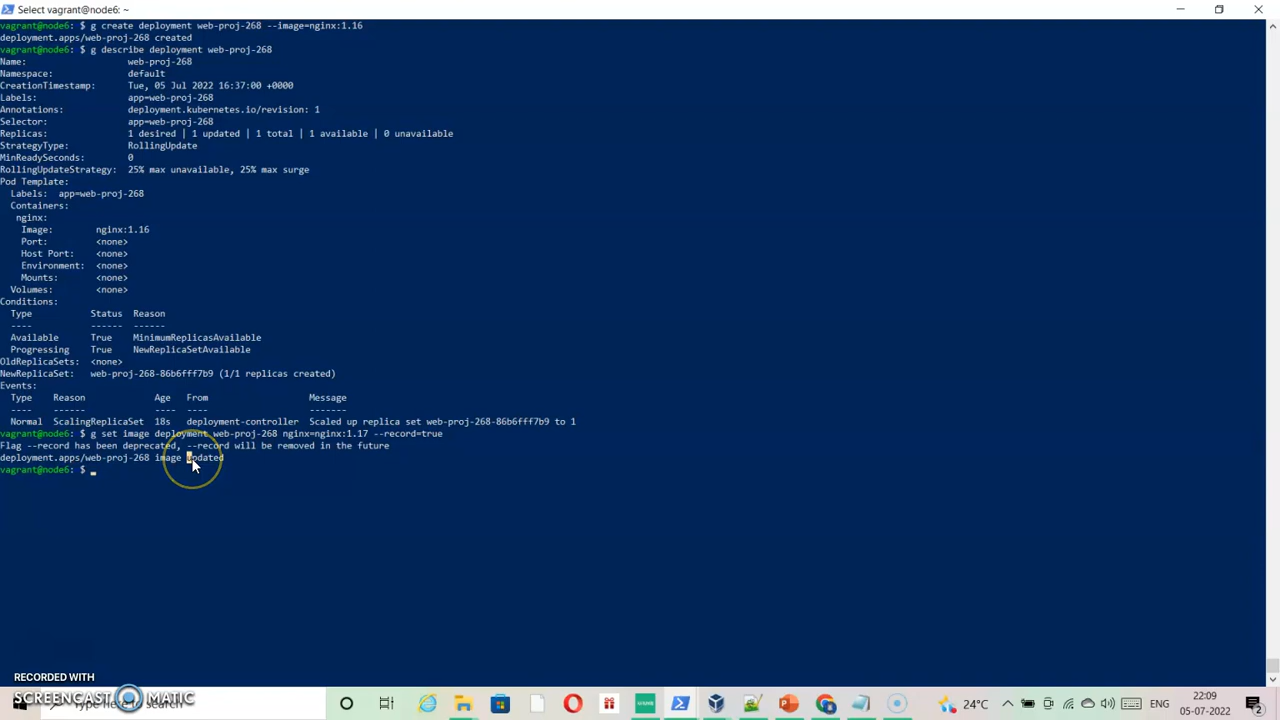 Select vagrant@node6: ~
vagrant@node6: $ g create deployment web-proj-268 --image=nginx:1.16
deployment.apps/web-proj-268 created
vagrant@node6: $ g describe deployment web-proj-268
Name:                   web-proj-268
Namespace:              default
CreationTimestamp:      Tue, 05 Jul 2022 16:37:00 +0000
Labels:                 app=web-proj-268
Annotations:            deployment.kubernetes.io/revision: 1
Selector:               app=web-proj-268
Replicas:               1 desired | 1 updated | 1 total | 1 available | 0 unavailable
StrategyType:           RollingUpdate
MinReadySeconds:        0
RollingUpdateStrategy:  25% max unavailable, 25% max surge
Pod Template:
  Labels:  app=web-proj-268
  Containers:
   nginx:
    Image:        nginx:1.16
    Port:         <none>
    Host Port:    <none>
    Environment:  <none>
    Mounts:       <none>
  Volumes:        <none>
Conditions:
  Type           Status  Reason
  ----           ------  ------
  Available      True    MinimumReplicasAvailable
  Progressing    True    NewReplicaSetAvailable
OldReplicaSets:  <none>
NewReplicaSet:   web-proj-268-86b6fff7b9 (1/1 replicas created)
Events:
  Type    Reason             Age   From                   Message
  ----    ------             ----  ----                   -------
  Normal  ScalingReplicaSet  18s   deployment-controller  Scaled up replica set web-proj-268-86b6fff7b9 to 1
vagrant@node6: $ g set image deployment web-proj-268 nginx=nginx:1.17 --record=true
Flag --record has been deprecated, --record will be removed in the future
deployment.apps/web-proj-268 image updated
vagrant@node6: $
RECORDED WITH
SCREENCAST MATIC
Type here to search
24°C
ENG
22:09
05-07-2022
2